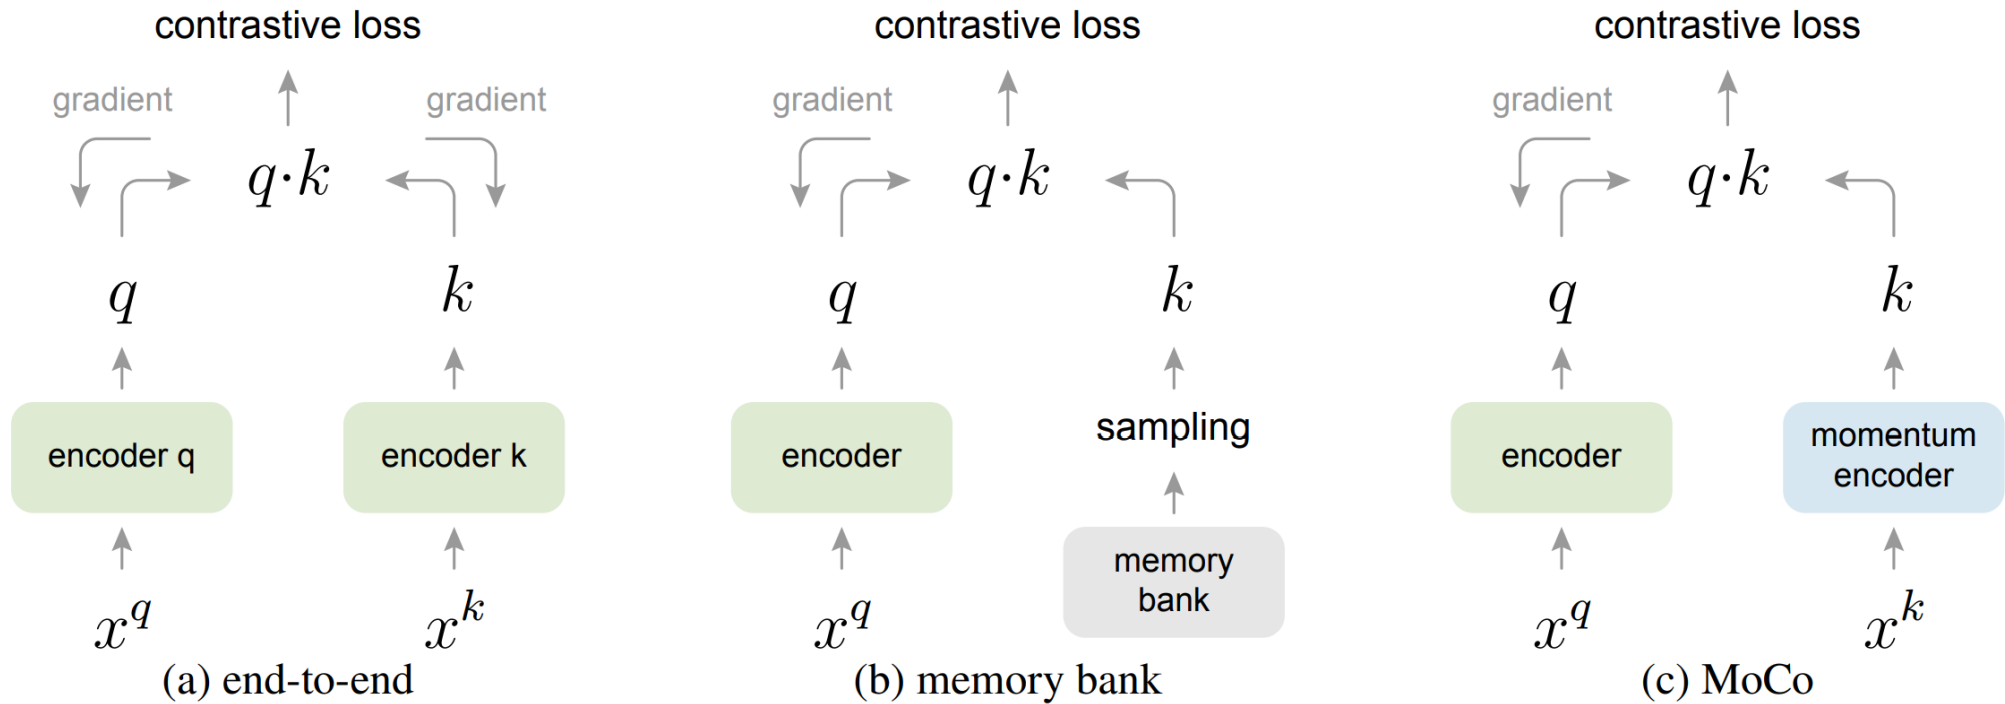 contrastive loss
gradient
gradient
q·k
q
k
encoder q
encoder k
x^q
x^k
(a) end-to-end
contrastive loss
gradient
q·k
q
k
sampling
encoder
memory
bank
x^q
(b) memory bank
contrastive loss
gradient
q·k
q
k
encoder
momentum
encoder
x^q
x^k
(c) MoCo